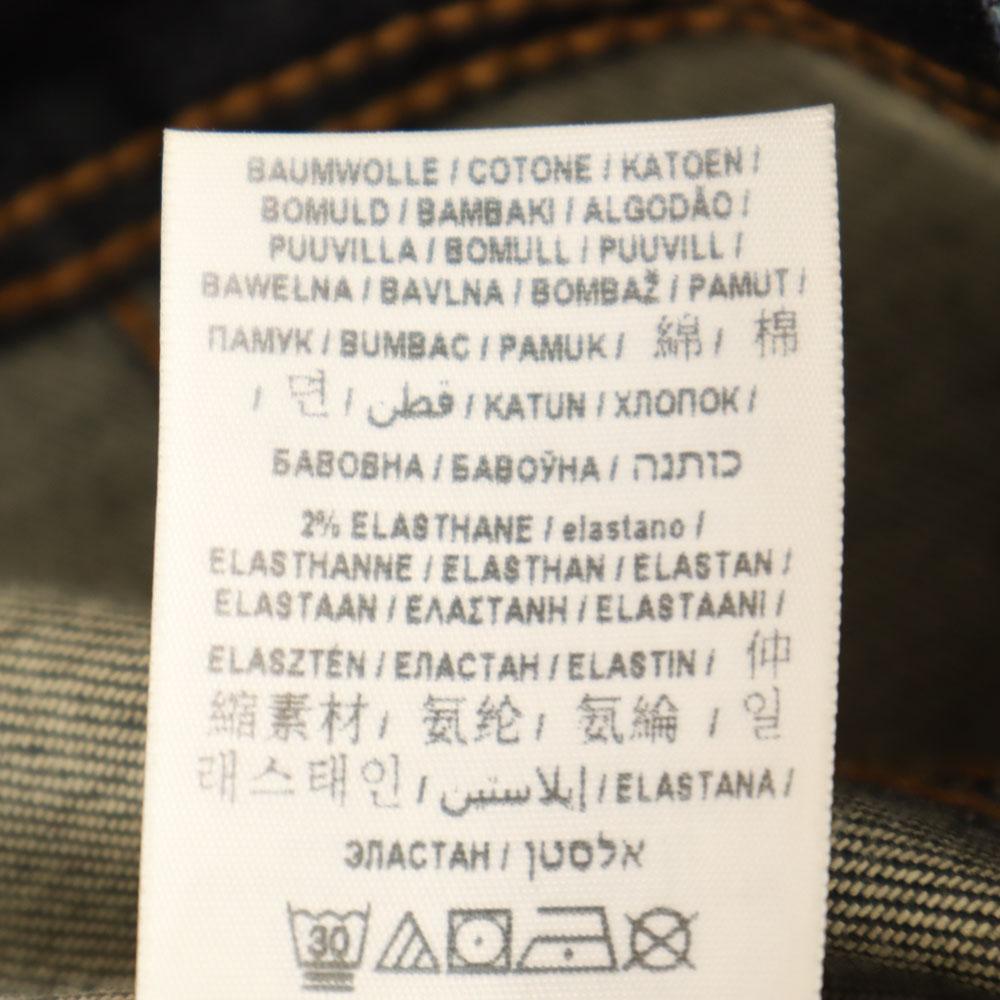 BAUMWOLLE / COTONE / KATOEN /
BOMULD / BAMBAKI / ALGODÃO /
PUUVILLA / BOMULL / PUUVILL /
BAWEŁNA / BAVLNA / BOMBAŽ / PAMUT /
ПАМУК / BUMBAC / PAMUK / 綿 / 棉
/ 면 / قطن / KATUN / ХЛОПОК /
БАВОВНА / БАВОЎНА / כותנה
2% ELASTHANE / elastano /
ELASTHANNE / ELASTHAN / ELASTAN /
ELASTAAN / ΕΛΑΣΤΑΝΗ / ELASTAANI /
ELASZTÉN / ЕЛАСТАН / ELASTIN / 伸
縮素材 / 氨纶 / 氨綸 / 일
래스태인 / إيلاستين / ELASTANA /
ЭЛАСТАН / אלסטן
30